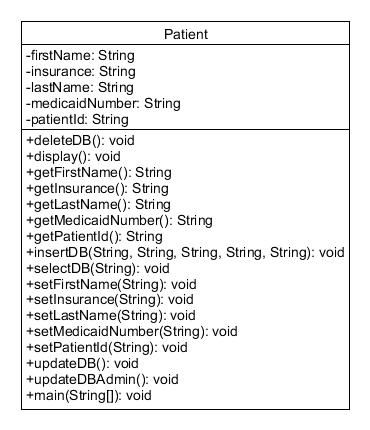 Patient
-firstName: String
-insurance: String
-lastName: String
-medicaidNumber: String
-patientId: String
+deleteDB(): void
+display(): void
+getFirstName(): String
+getInsurance(): String
+getLastName(): String
+getMedicaidNumber(): String
+getPatientId(): String
+insertDB(String, String, String, String, String): void
+selectDB(String): void
+setFirstName(String): void
+setInsurance(String): void
+setLastName(String): void
+setMedicaidNumber(String): void
+setPatientId(String): void
+updateDB(): void
+updateDBAdmin(): void
+main(String[]): void